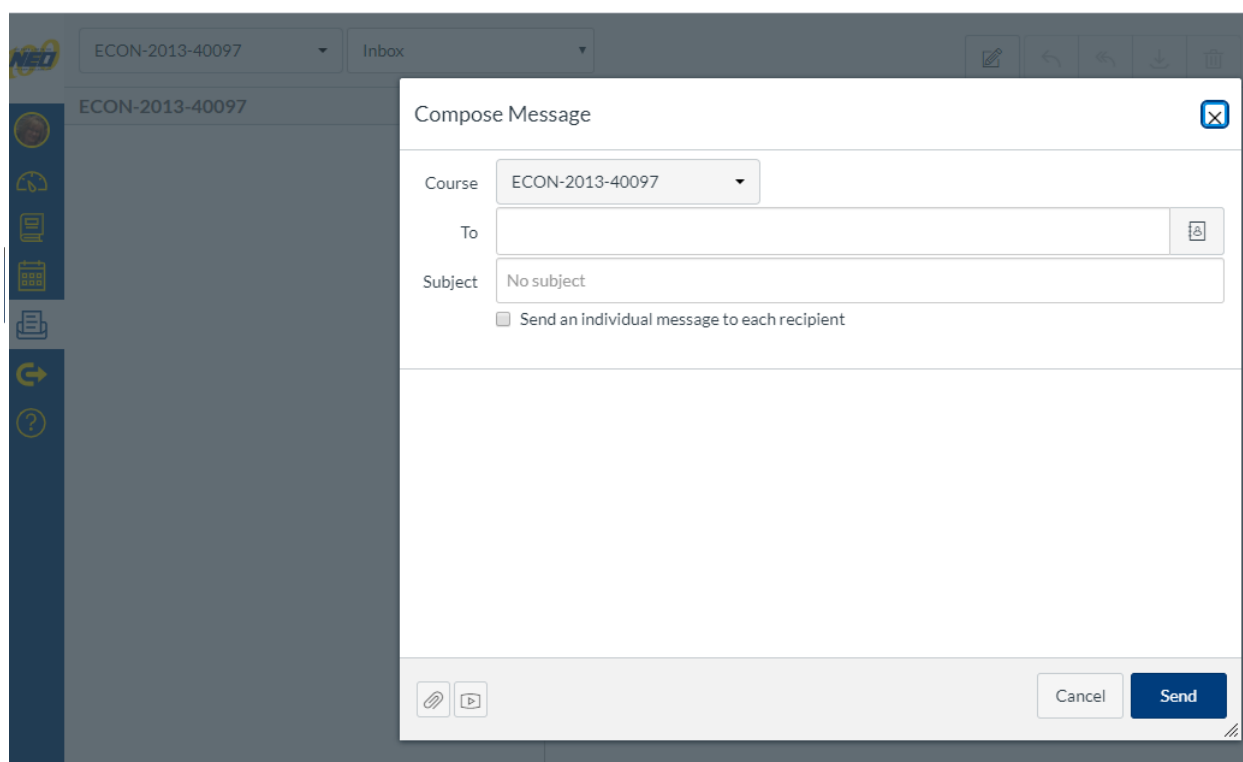 NEO
ECON-2013-40097
Inbox
ECON-2013-40097
Compose Message
Course
ECON-2013-40097
To
Subject
No subject
Send an individual message to each recipient
Cancel
Send